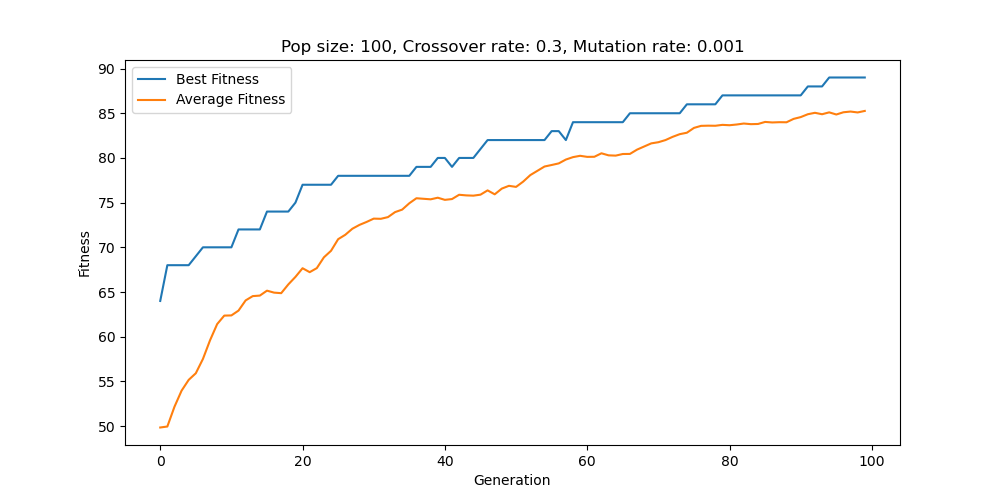 Pop size: 100, Crossover rate: 0.3, Mutation rate: 0.001
Best Fitness
Average Fitness
90
85
80
75
70
65
60
55
50
Fitness
0 20 40 60 80 100
Generation